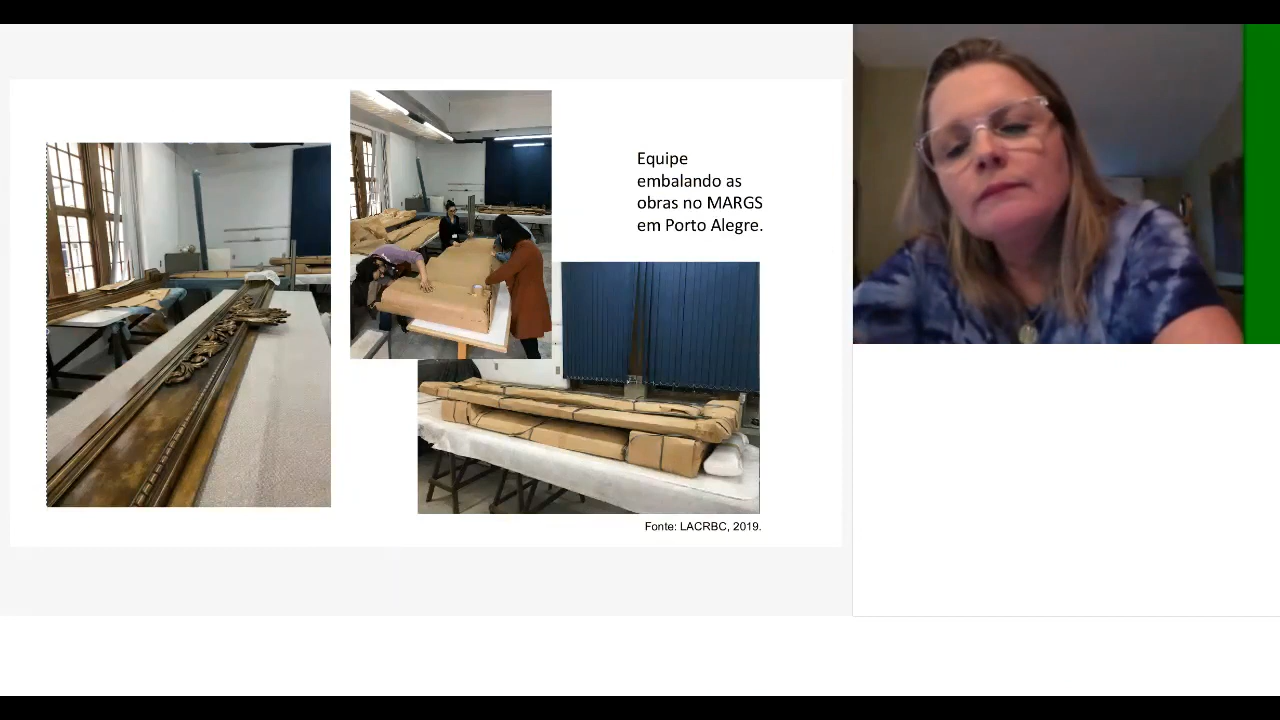 Equipe
embalando as
obras no MARGS
em Porto Alegre.
Fonte: LACRBC, 2019.